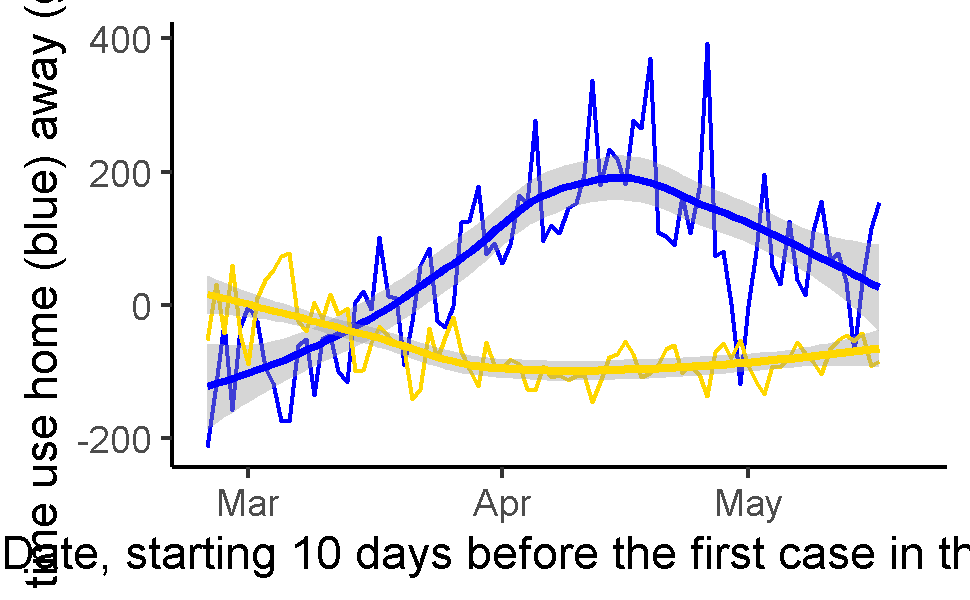 400
200
0
-200
Mar Apr May
time use home (blue) away (
Date, starting 10 days before the first case in th